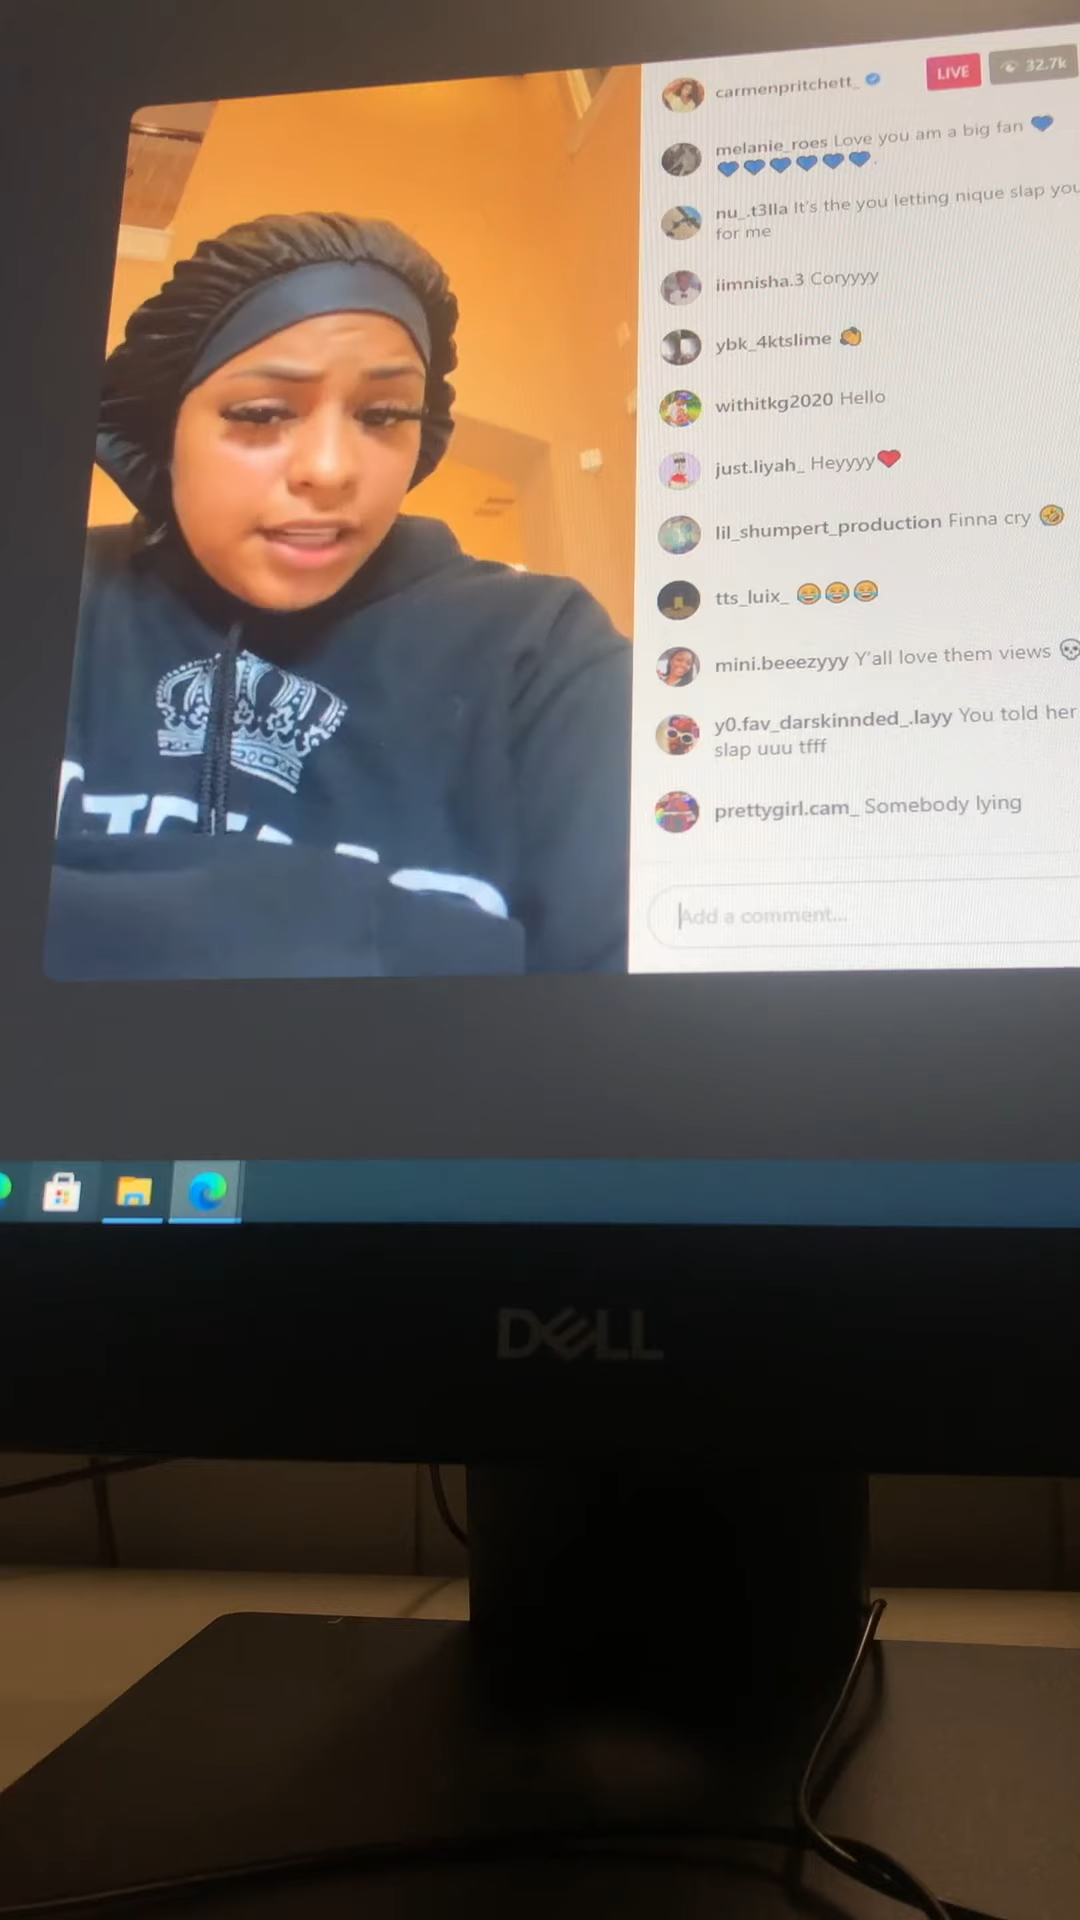 carmenpritchett_
LIVE
32.7k
melanie_roes Love you am a big fan 💙
💙💙💙💙💙💙.
nu_.t3lla It's the you letting nique slap you
for me
iimnisha.3 Coryyyy
ybk_4ktslime 👏
withitkg2020 Hello
just.liyah_ Heyyyy❤️
lil_shumpert_production Finna cry 🤣
tts_luix_ 😂😂😂
mini.beeezyyy Y'all love them views 💀
y0.fav_darskinnded_.layy You told her
slap uuu tfff
prettygirl.cam_ Somebody lying
Add a comment...
DELL